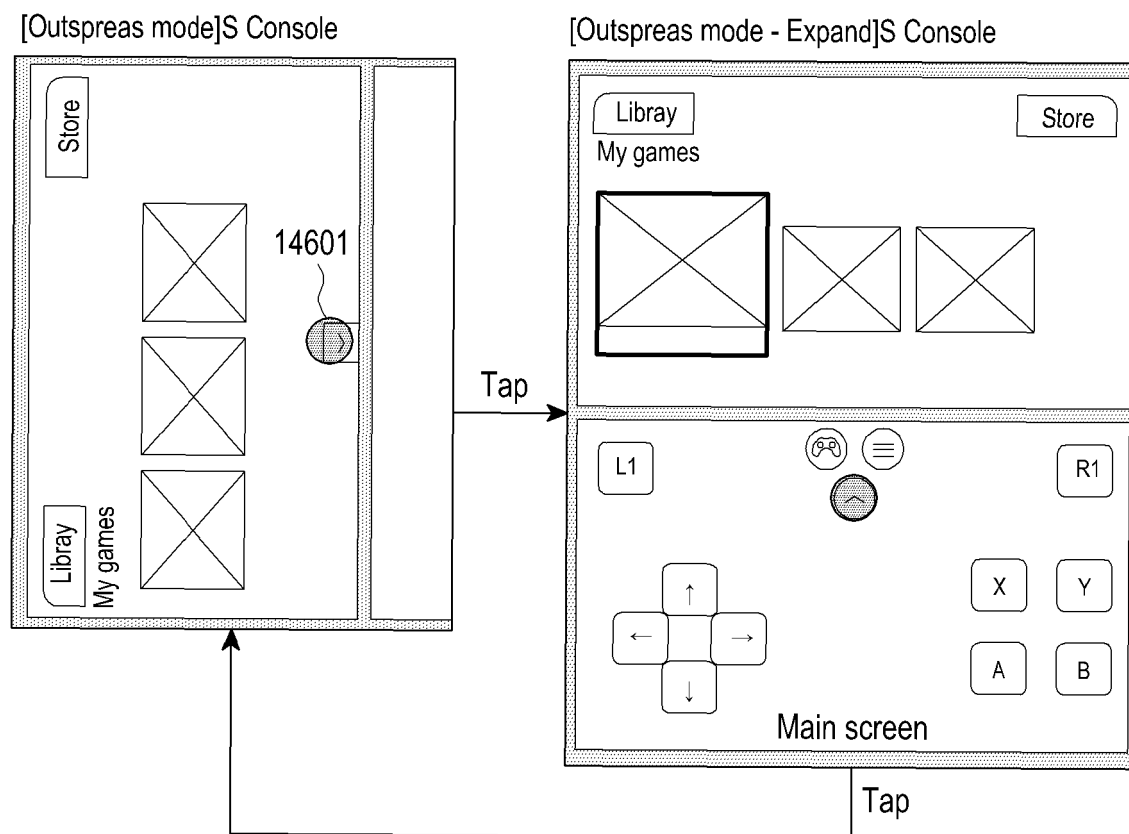 [Outspreas mode]S Console
Store
14601
Libray
My games
Tap
[Outspreas mode - Expand]S Console
Libray
Store
My games
L1
R1
↑
X
Y
←
→
↓
A
B
Main screen
Tap